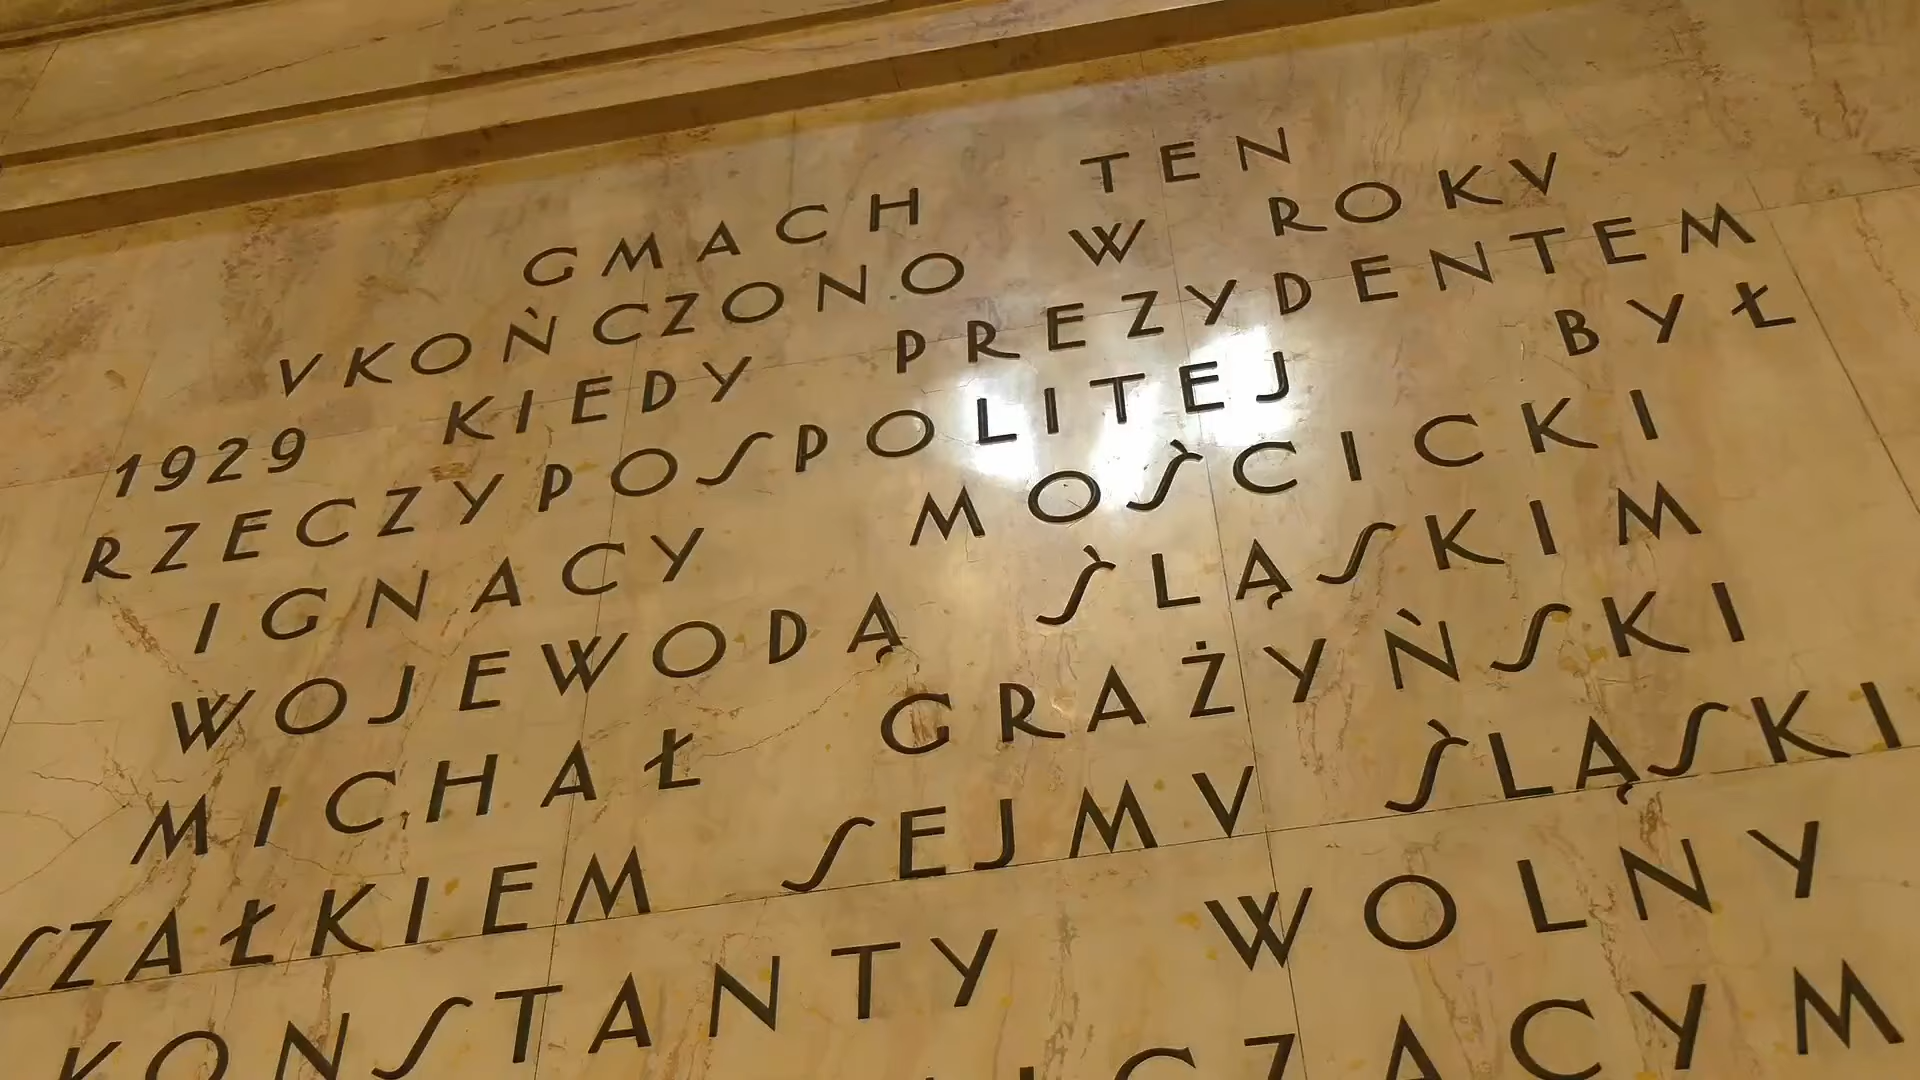 GMACH TEN
VKOŃCZONO W ROKV
1929 KIEDY PREZYDENTEM
RZECZYPOSPOLITEJ BYŁ
IGNACY MOŚCICKI
WOJEWODĄ ŚLĄSKIM
MICHAŁ GRAŻYŃSKI
SZAŁKIEM SEJMV ŚLĄSKI
KONSTANTY WOLNY